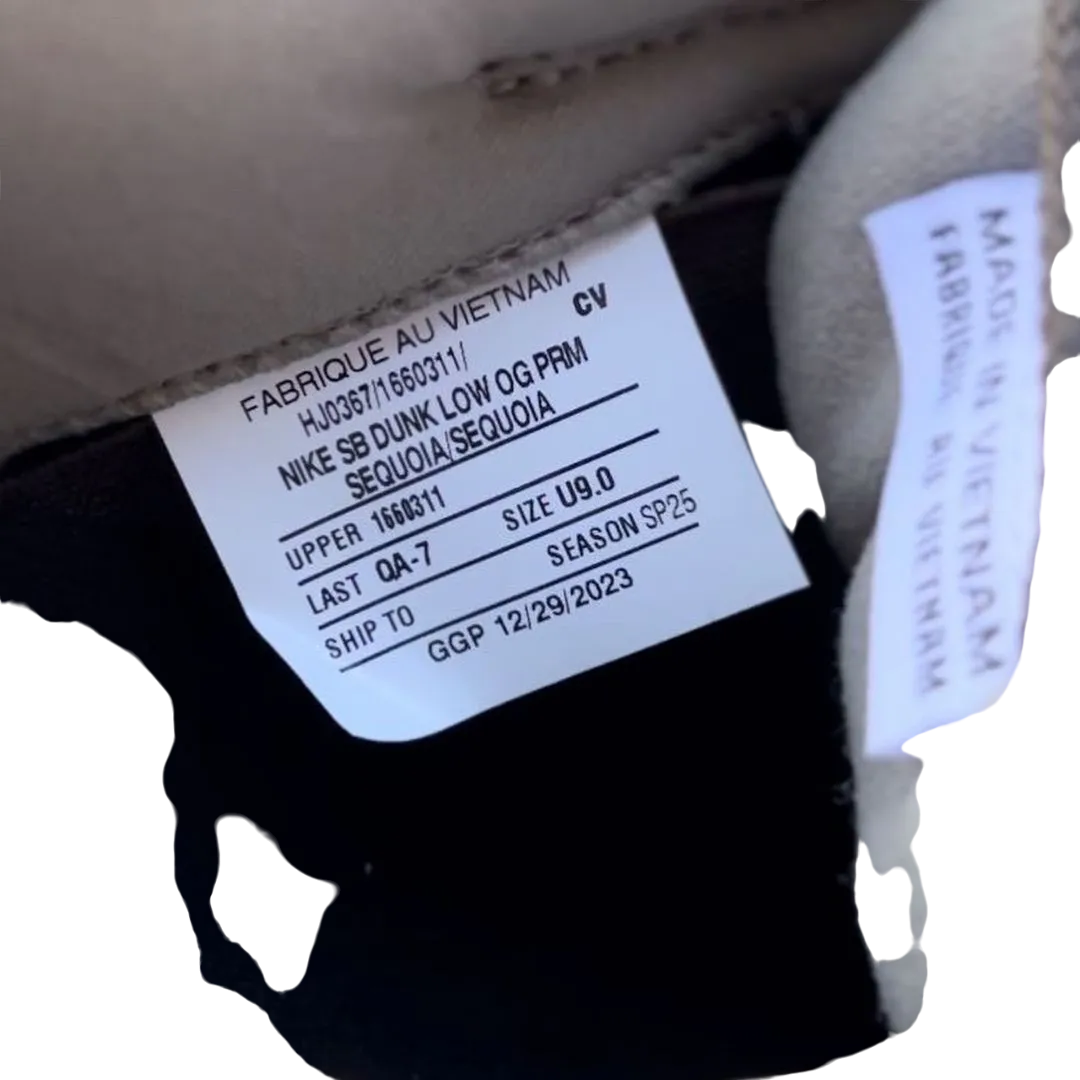 FABRIQUE AU VIETNAM
CV
HJ0367/1660311/
NIKE SB DUNK LOW OG PRM
SEQUOIA/SEQUOIA
UPPER 1660311
LAST QA-7 SIZE U9.0
SHIP TO SEASON SP25
GGP 12/29/2023
MADE IN VIETNAM
FABRIQUE VIETNAM